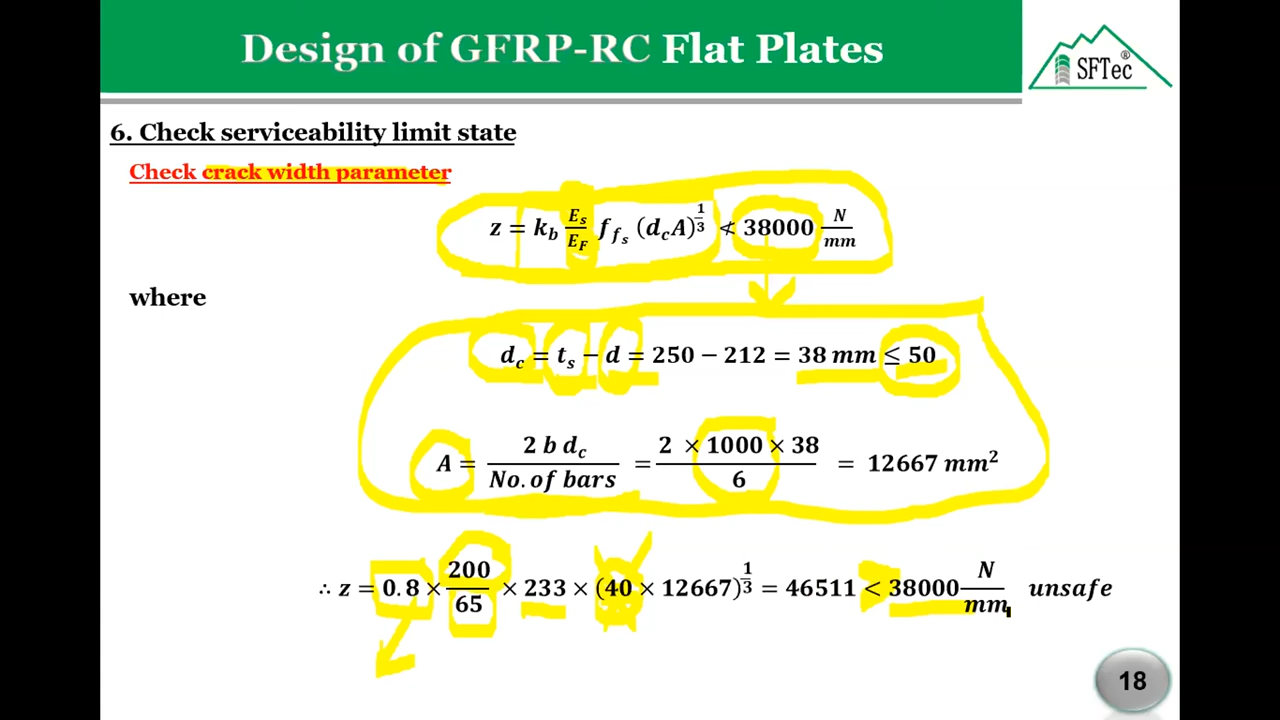 Design of GFRP-RC Flat Plates
SFTec®
6. Check serviceability limit state
Check crack width parameter
z = k_b E_s/E_F f_{f_s} (d_c A)^{1/3} ≮ 38000 N/mm
where
d_c = t_s − d = 250 − 212 = 38 mm ≤ 50
A = 2 b d_c / No. of bars = 2 × 1000 × 38 / 6 = 12667 mm²
∴ z = 0.8 × 200/65 × 233 × (40 × 12667)^{1/3} = 46511 < 38000 N/mm unsafe
18